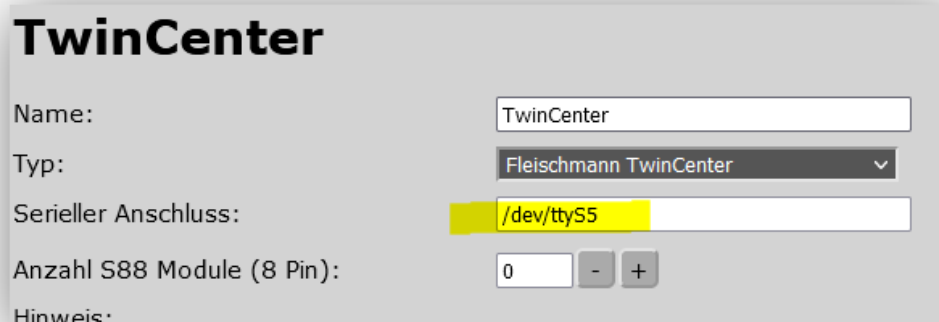 TwinCenter
Name: TwinCenter
Typ: Fleischmann TwinCenter
Serieller Anschluss: /dev/ttyS5
Anzahl S88 Module (8 Pin): 0 - +
Hinweis: